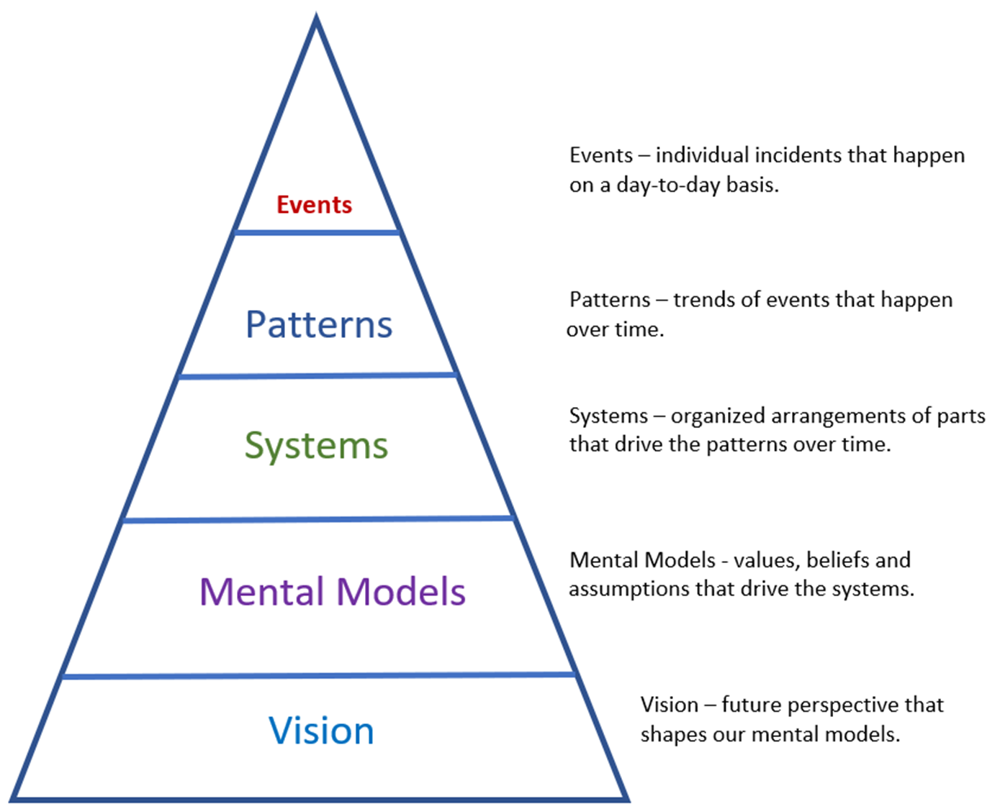 Events – individual incidents that happen
on a day-to-day basis.
Events
Patterns – trends of events that happen
over time.
Patterns
Systems – organized arrangements of parts
that drive the patterns over time.
Systems
Mental Models - values, beliefs and
assumptions that drive the systems.
Mental Models
Vision – future perspective that
shapes our mental models.
Vision